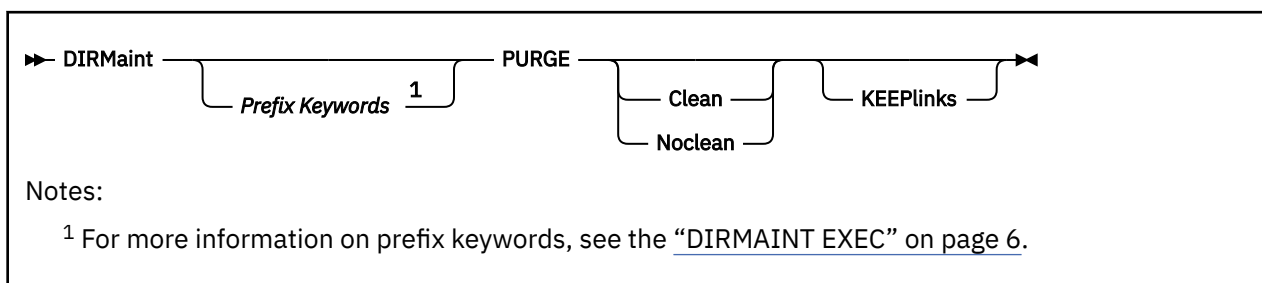 DIRMaint Prefix Keywords 1 PURGE Clean Noclean KEEPlinks
Notes:
1 For more information on prefix keywords, see the “DIRMAINT EXEC” on page 6.